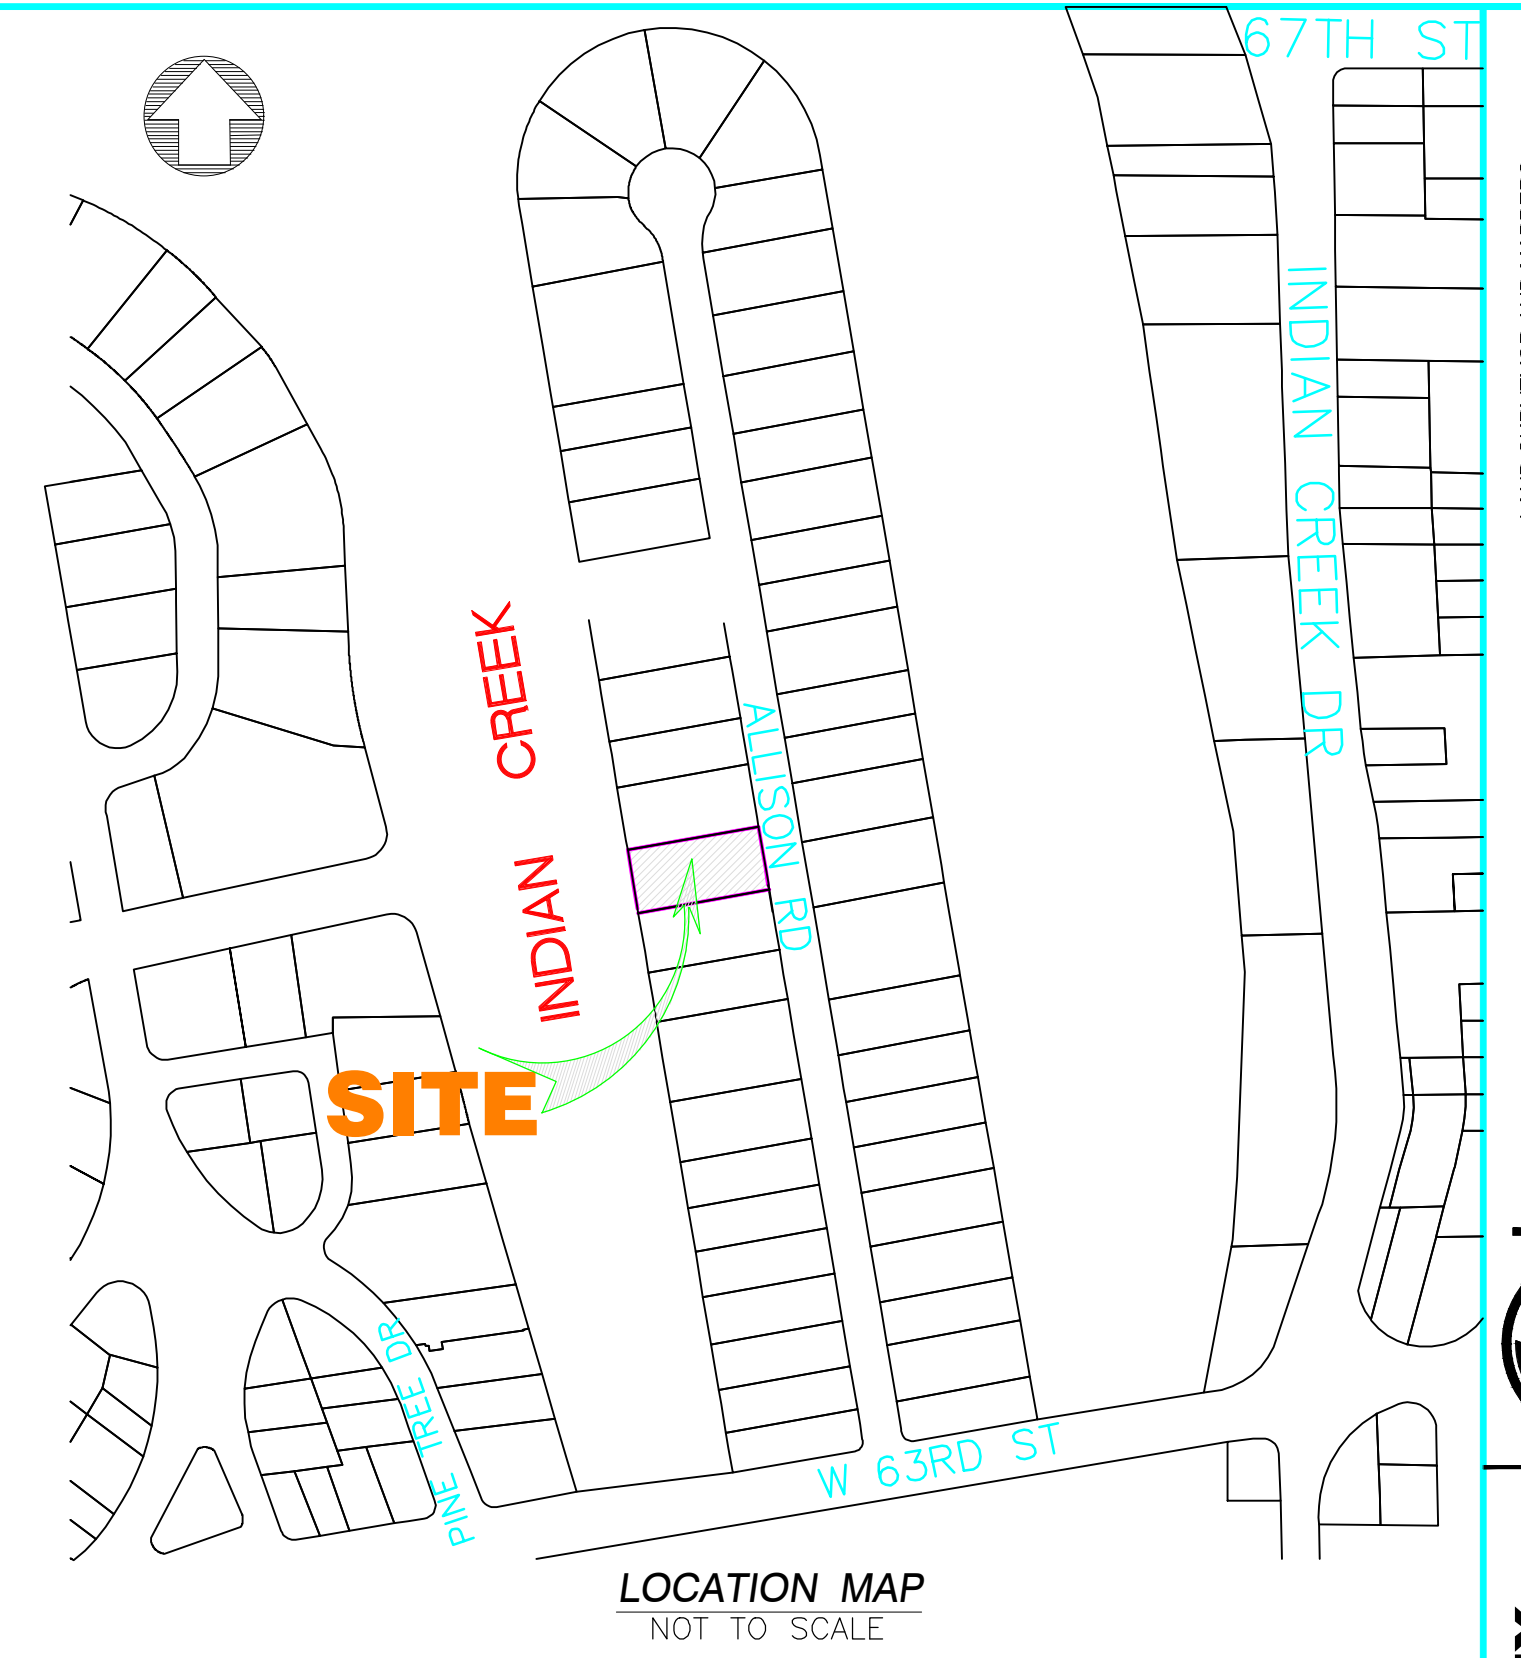 67TH ST
INDIAN CREEK DR
INDIAN CREEK
ALLISON RD
SITE
PINE TREE DR
W 63RD ST
LOCATION MAP
NOT TO SCALE